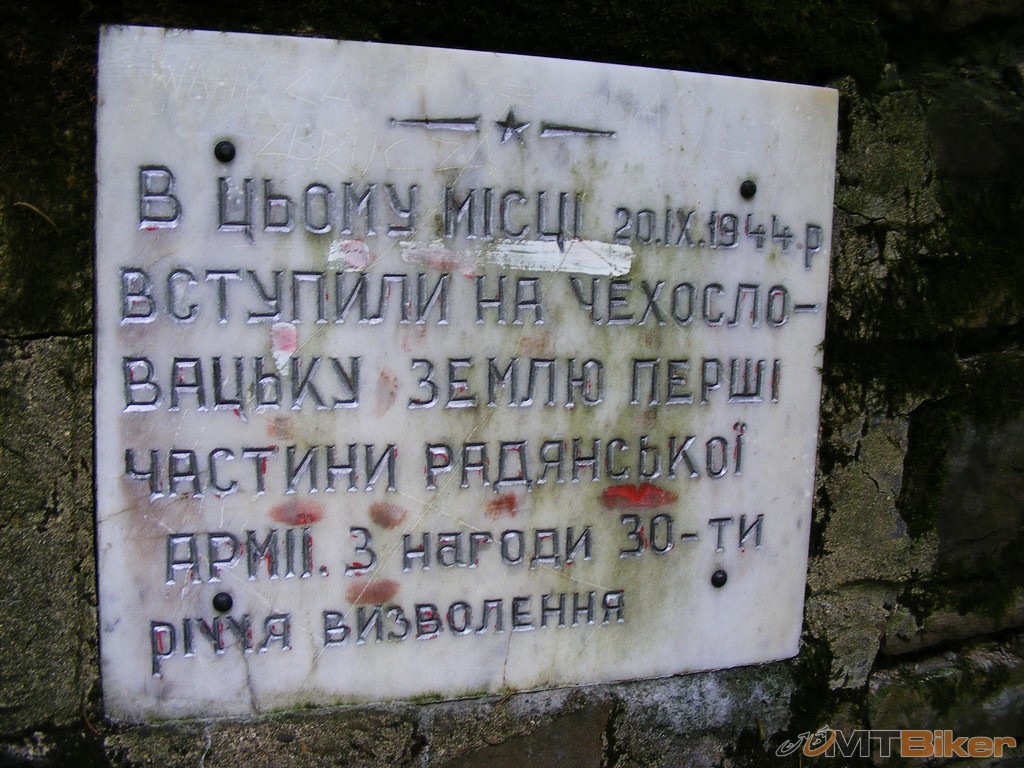 В ЦЬОМУ МІСЦІ 20.IX.1944.р
ВСТУПИЛИ НА ЧЕХОСЛО-
ВАЦЬКУ ЗЕМЛЮ ПЕРШІ
ЧАСТИНИ РАДЯНСЬКОЇ
АРМІЇ. З НАГОДИ 30-ТИ
РІЧЧЯ ВИЗВОЛЕННЯ
MTBiker